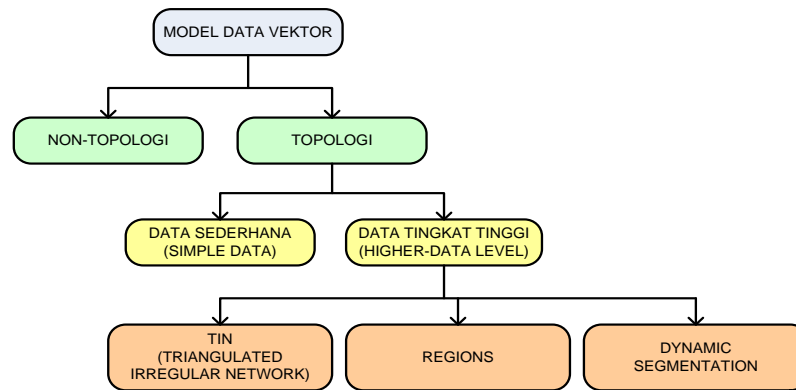 MODEL DATA VEKTOR
NON-TOPOLOGI
TOPOLOGI
DATA SEDERHANA
(SIMPLE DATA)
DATA TINGKAT TINGGI
(HIGHER-DATA LEVEL)
TIN
(TRIANGULATED
IRREGULAR NETWORK)
REGIONS
DYNAMIC
SEGMENTATION